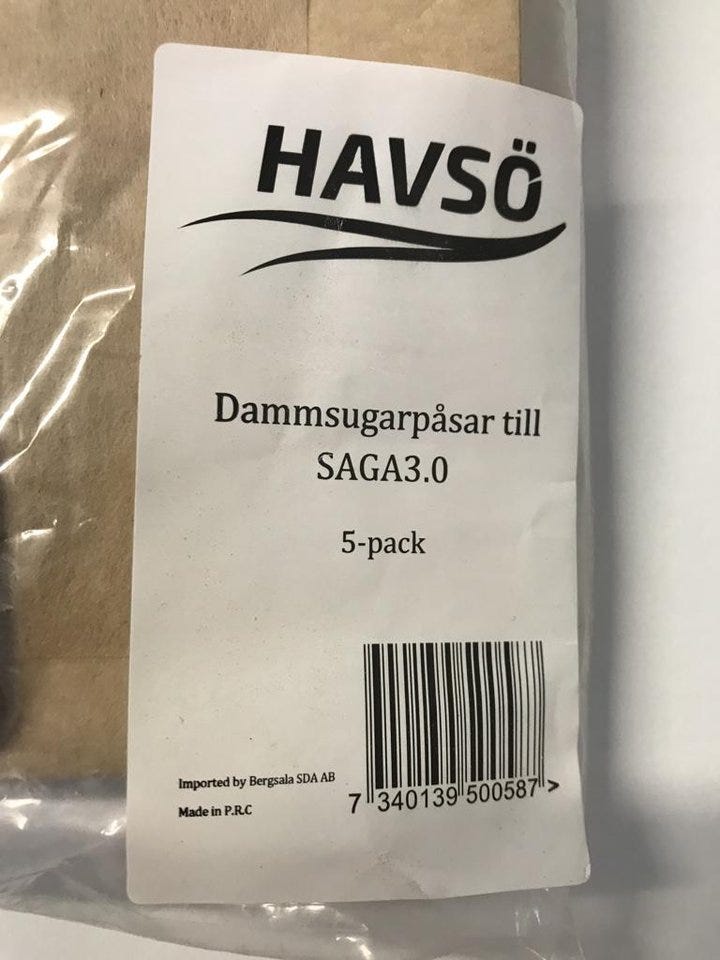 HAVSÖ
Dammsugarpåsar till
SAGA3.0
5-pack
Imported by Bergsala SDA AB
Made in P.R.C
7 340139 500587 >